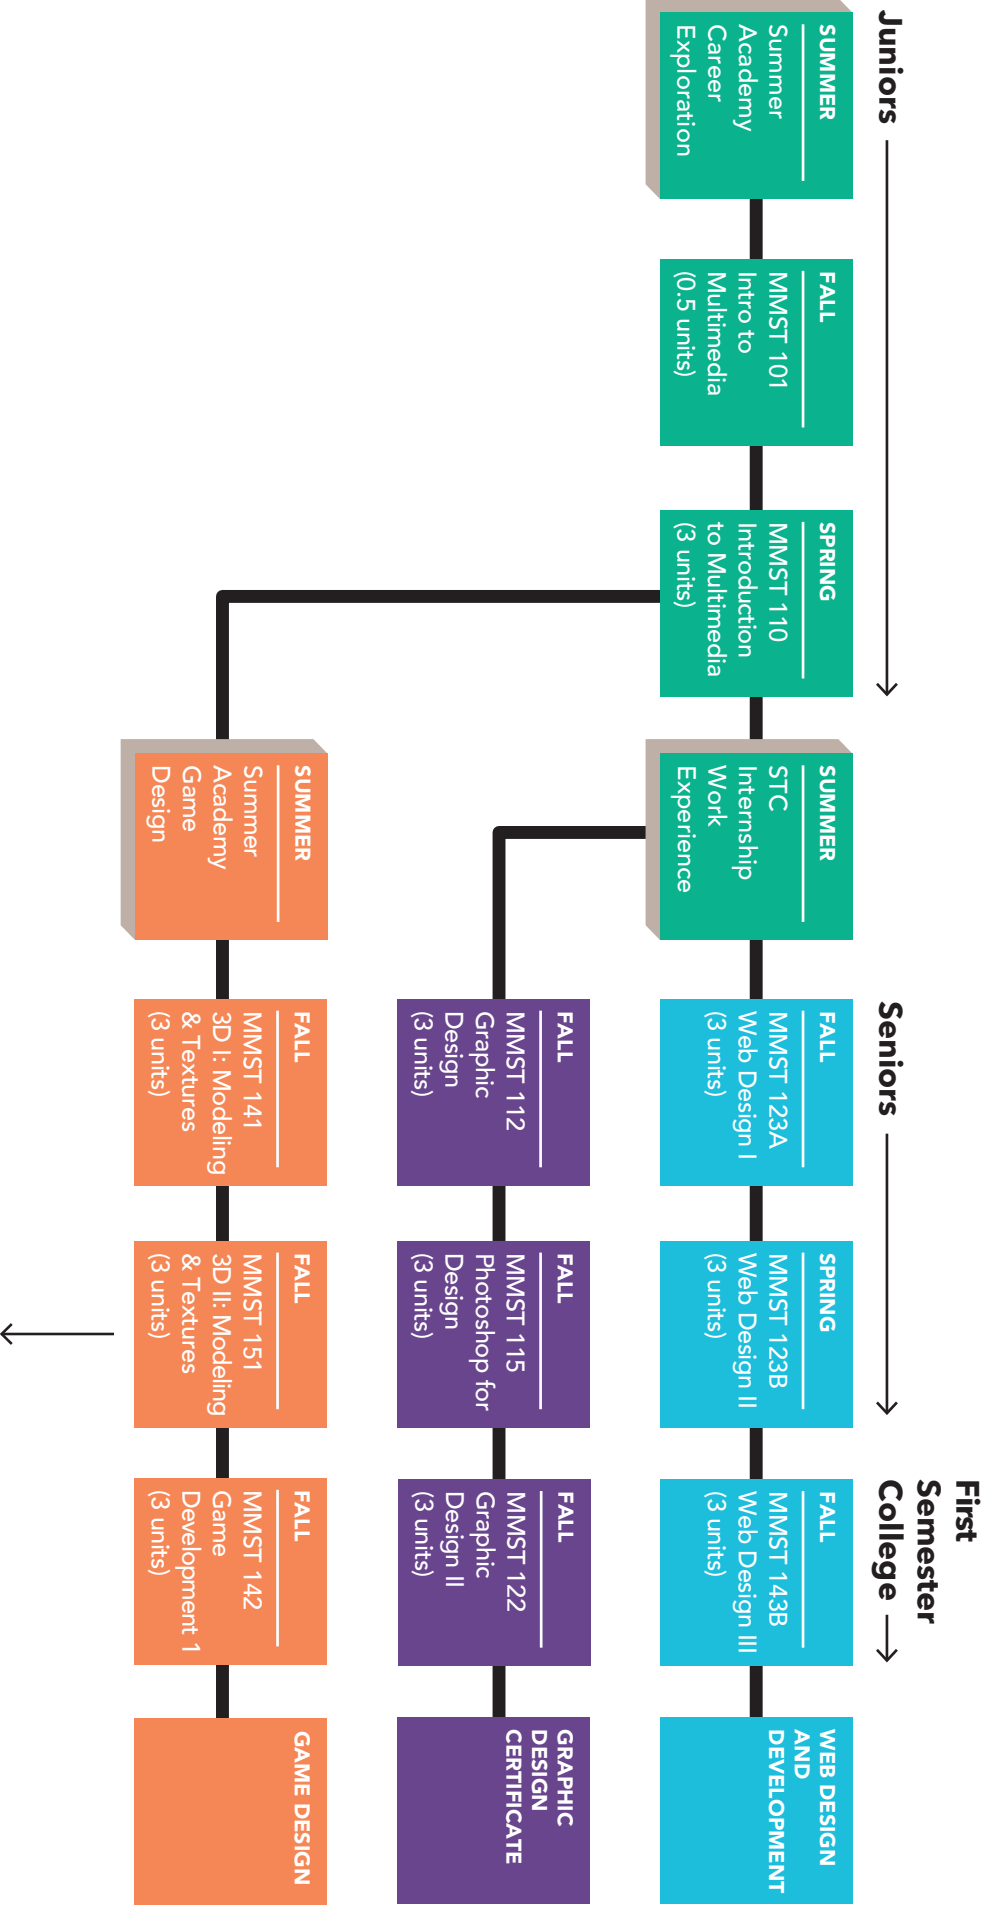 Juniors
Seniors
First
Semester
College
SUMMER
Summer
Academy
Career
Exploration
FALL
MMST 101
Intro to
Multimedia
(0.5 units)
SPRING
MMST 110
Introduction
to Multimedia
(3 units)
SUMMER
STC
Internship
Work
Experience
FALL
MMST 123A
Web Design I
(3 units)
SPRING
MMST 123B
Web Design II
(3 units)
FALL
MMST 143B
Web Design III
(3 units)
WEB DESIGN
AND
DEVELOPMENT
FALL
MMST 112
Graphic
Design
(3 units)
FALL
MMST 115
Photoshop for
Design
(3 units)
FALL
MMST 122
Graphic
Design II
(3 units)
GRAPHIC
DESIGN
CERTIFICATE
SUMMER
Summer
Academy
Game
Design
FALL
MMST 141
3D I: Modeling
& Textures
(3 units)
FALL
MMST 151
3D II: Modeling
& Textures
(3 units)
FALL
MMST 142
Game
Development 1
(3 units)
GAME DESIGN